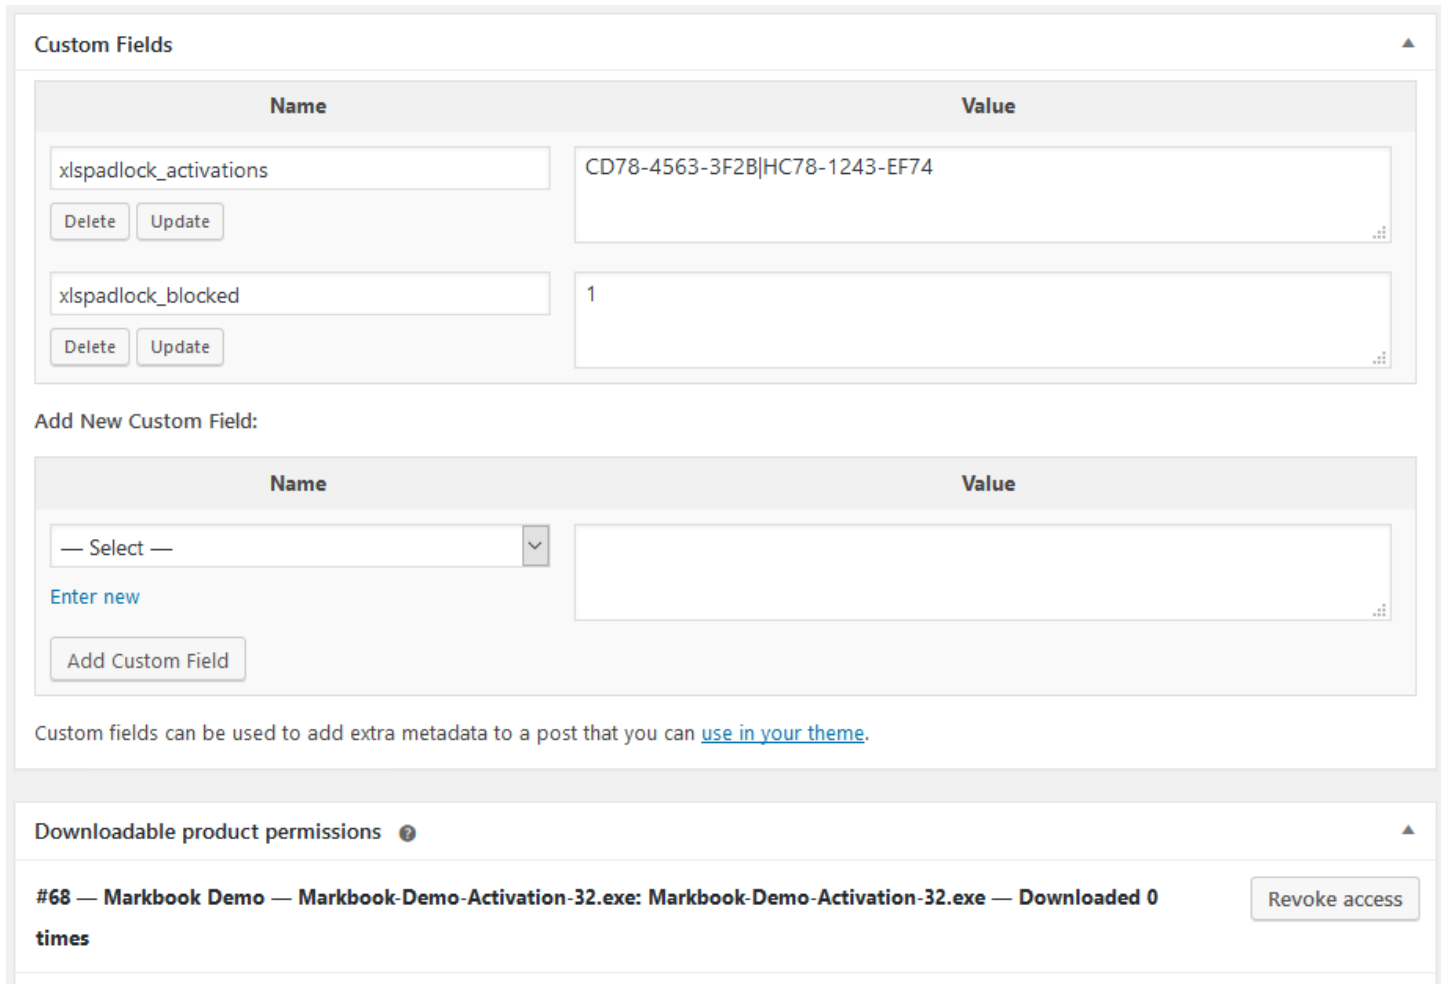 Custom Fields
Name Value
xlspadlock_activations CD78-4563-3F2B|HC78-1243-EF74
Delete Update
xlspadlock_blocked 1
Delete Update
Add New Custom Field:
Name Value
— Select —
Enter new
Add Custom Field
Custom fields can be used to add extra metadata to a post that you can use in your theme.
Downloadable product permissions ?
#68 — Markbook Demo — Markbook-Demo-Activation-32.exe: Markbook-Demo-Activation-32.exe — Downloaded 0 Revoke access
times